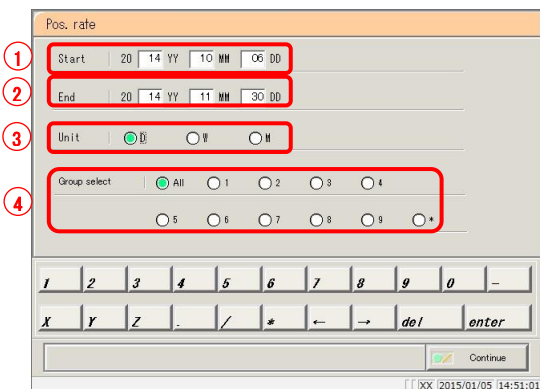 Pos. rate
1 Start 20 14 YY 10 MM 06 DD
2 End 20 14 YY 11 MM 30 DD
3 Unit D W M
4 Group select All 1 2 3 4
5 6 7 8 9 *
1 2 3 4 5 6 7 8 9 0 -
X Y Z . / * ← → del enter
Continue
XX 2015/01/05 14:51:01